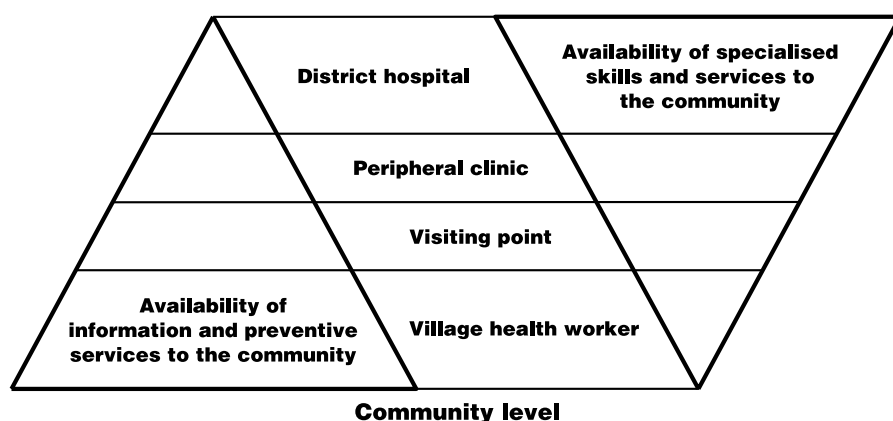 District hospital
Availability of specialised
skills and services to
the community
Peripheral clinic
Visiting point
Availability of
information and preventive
services to the community
Village health worker
Community level